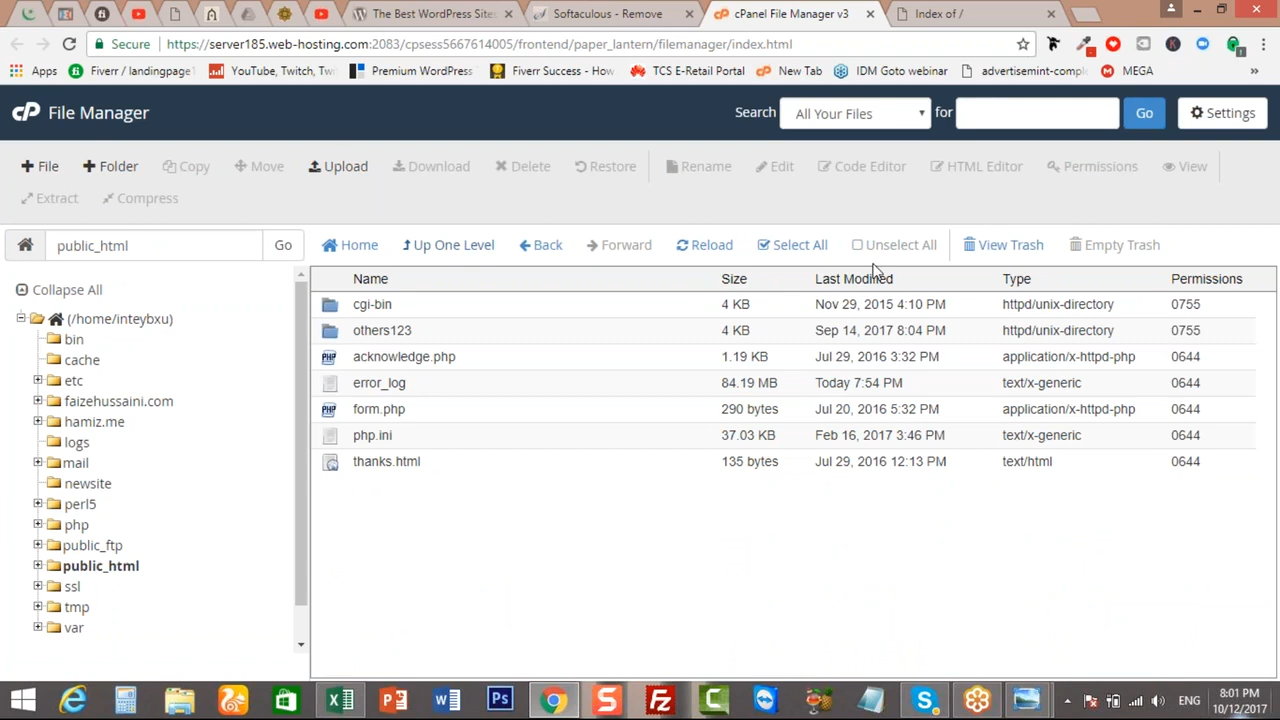 The Best WordPress Sites
Softaculous - Remove
cPanel File Manager v3
Index of /
Secure
https://server185.web-hosting.com:2083/cpsess5667614005/frontend/paper_lantern/filemanager/index.html
Apps
Fiverr / landingpage
YouTube, Twitch, Twi
Premium WordPress
Fiverr Success - How
TCS E-Retail Portal
New Tab
IDM Goto webinar
advertisemint-comple
MEGA
»
cP File Manager
Search
All Your Files
for
Go
Settings
File
Folder
Copy
Move
Upload
Download
Delete
Restore
Rename
Edit
Code Editor
HTML Editor
Permissions
View
Extract
Compress
public_html
Go
Home
Up One Level
Back
Forward
Reload
Select All
Unselect All
View Trash
Empty Trash
Collapse All
(/home/inteybxu)
bin
cache
etc
faizehussaini.com
hamiz.me
logs
mail
newsite
perl5
php
public_ftp
public_html
ssl
tmp
var
Name Size Last Modified Type Permissions
cgi-bin 4 KB Nov 29, 2015 4:10 PM httpd/unix-directory 0755
others123 4 KB Sep 14, 2017 8:04 PM httpd/unix-directory 0755
acknowledge.php 1.19 KB Jul 29, 2016 3:32 PM application/x-httpd-php 0644
error_log 84.19 MB Today 7:54 PM text/x-generic 0644
form.php 290 bytes Jul 20, 2016 5:32 PM application/x-httpd-php 0644
php.ini 37.03 KB Feb 16, 2017 3:46 PM text/x-generic 0644
thanks.html 135 bytes Jul 29, 2016 12:13 PM text/html 0644
ENG
8:01 PM
10/12/2017